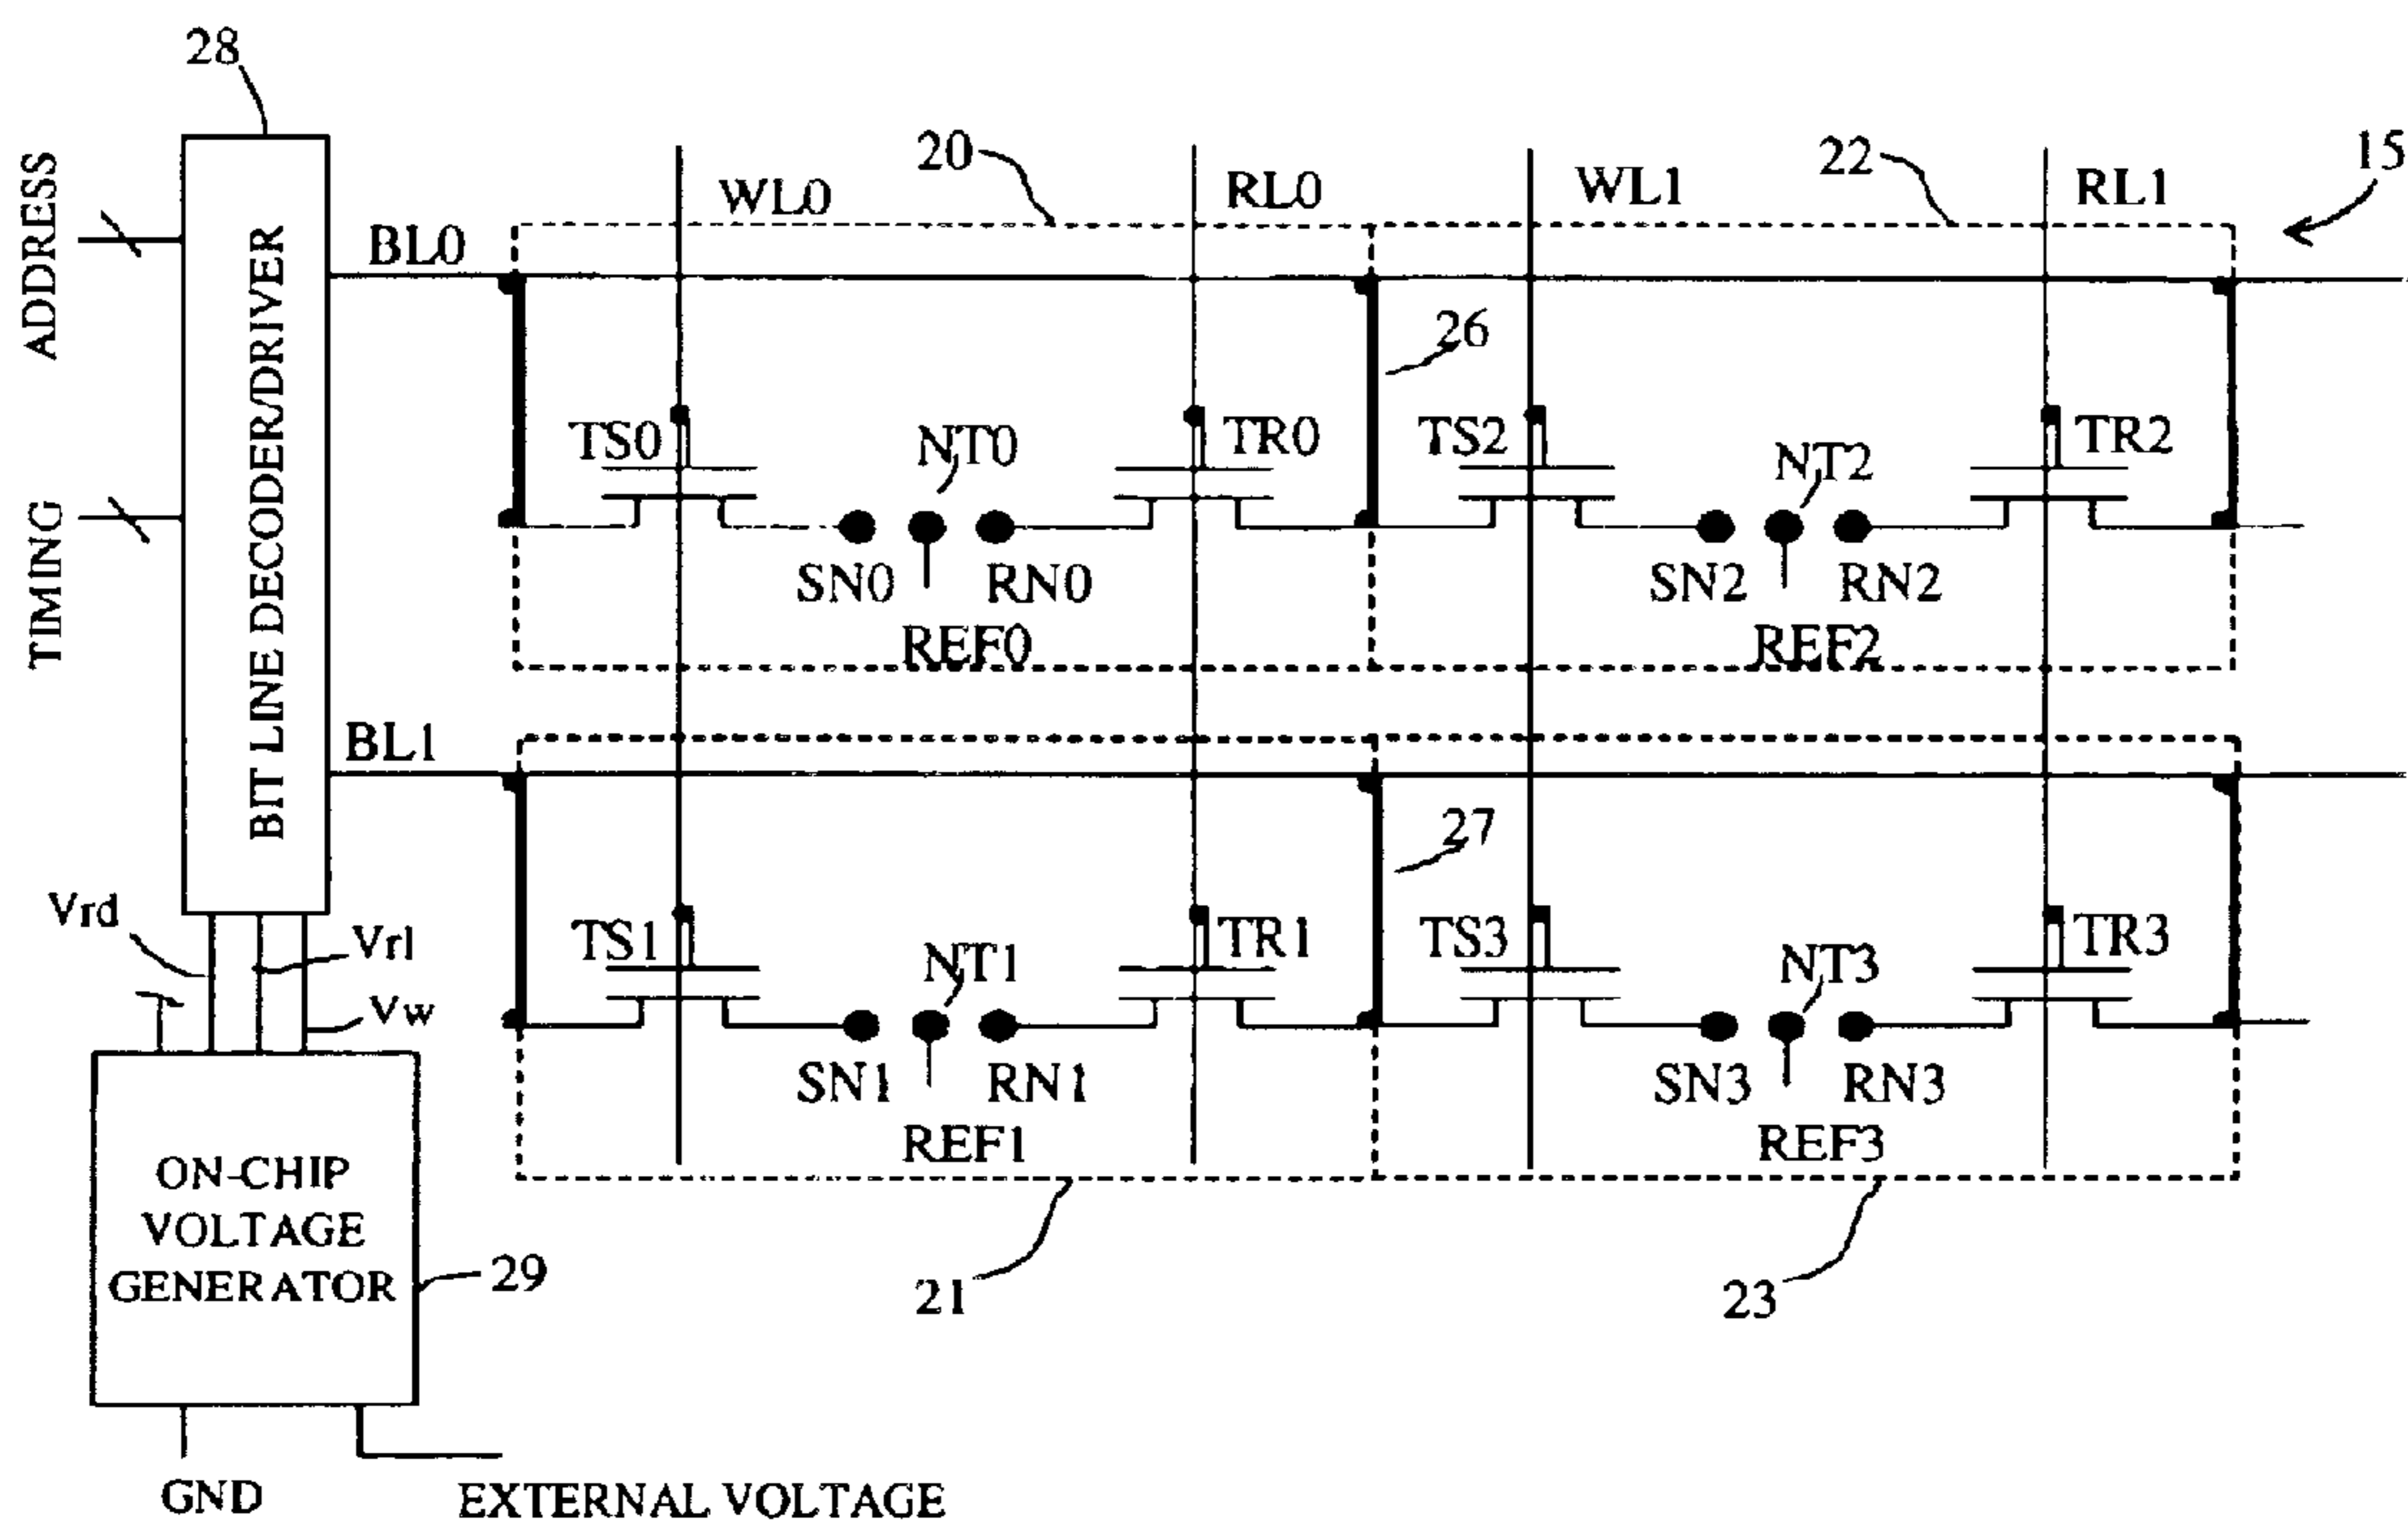 28
20
22
15
ADDRESS
WL0
RL0
WL1
RL1
BL0
BIT LINE DECODER/DRIVER
26
TS0
NT0
TR0
TS2
NT2
TR2
TIMING
SN0
RN0
SN2
RN2
REF0
REF2
BL1
27
Vrd
Vrl
TS1
NT1
TR1
TS3
NT3
TR3
Vw
SN1
RN1
SN3
RN3
REF1
REF3
ON-CHIP
VOLTAGE
GENERATOR
29
21
23
GND
EXTERNAL VOLTAGE